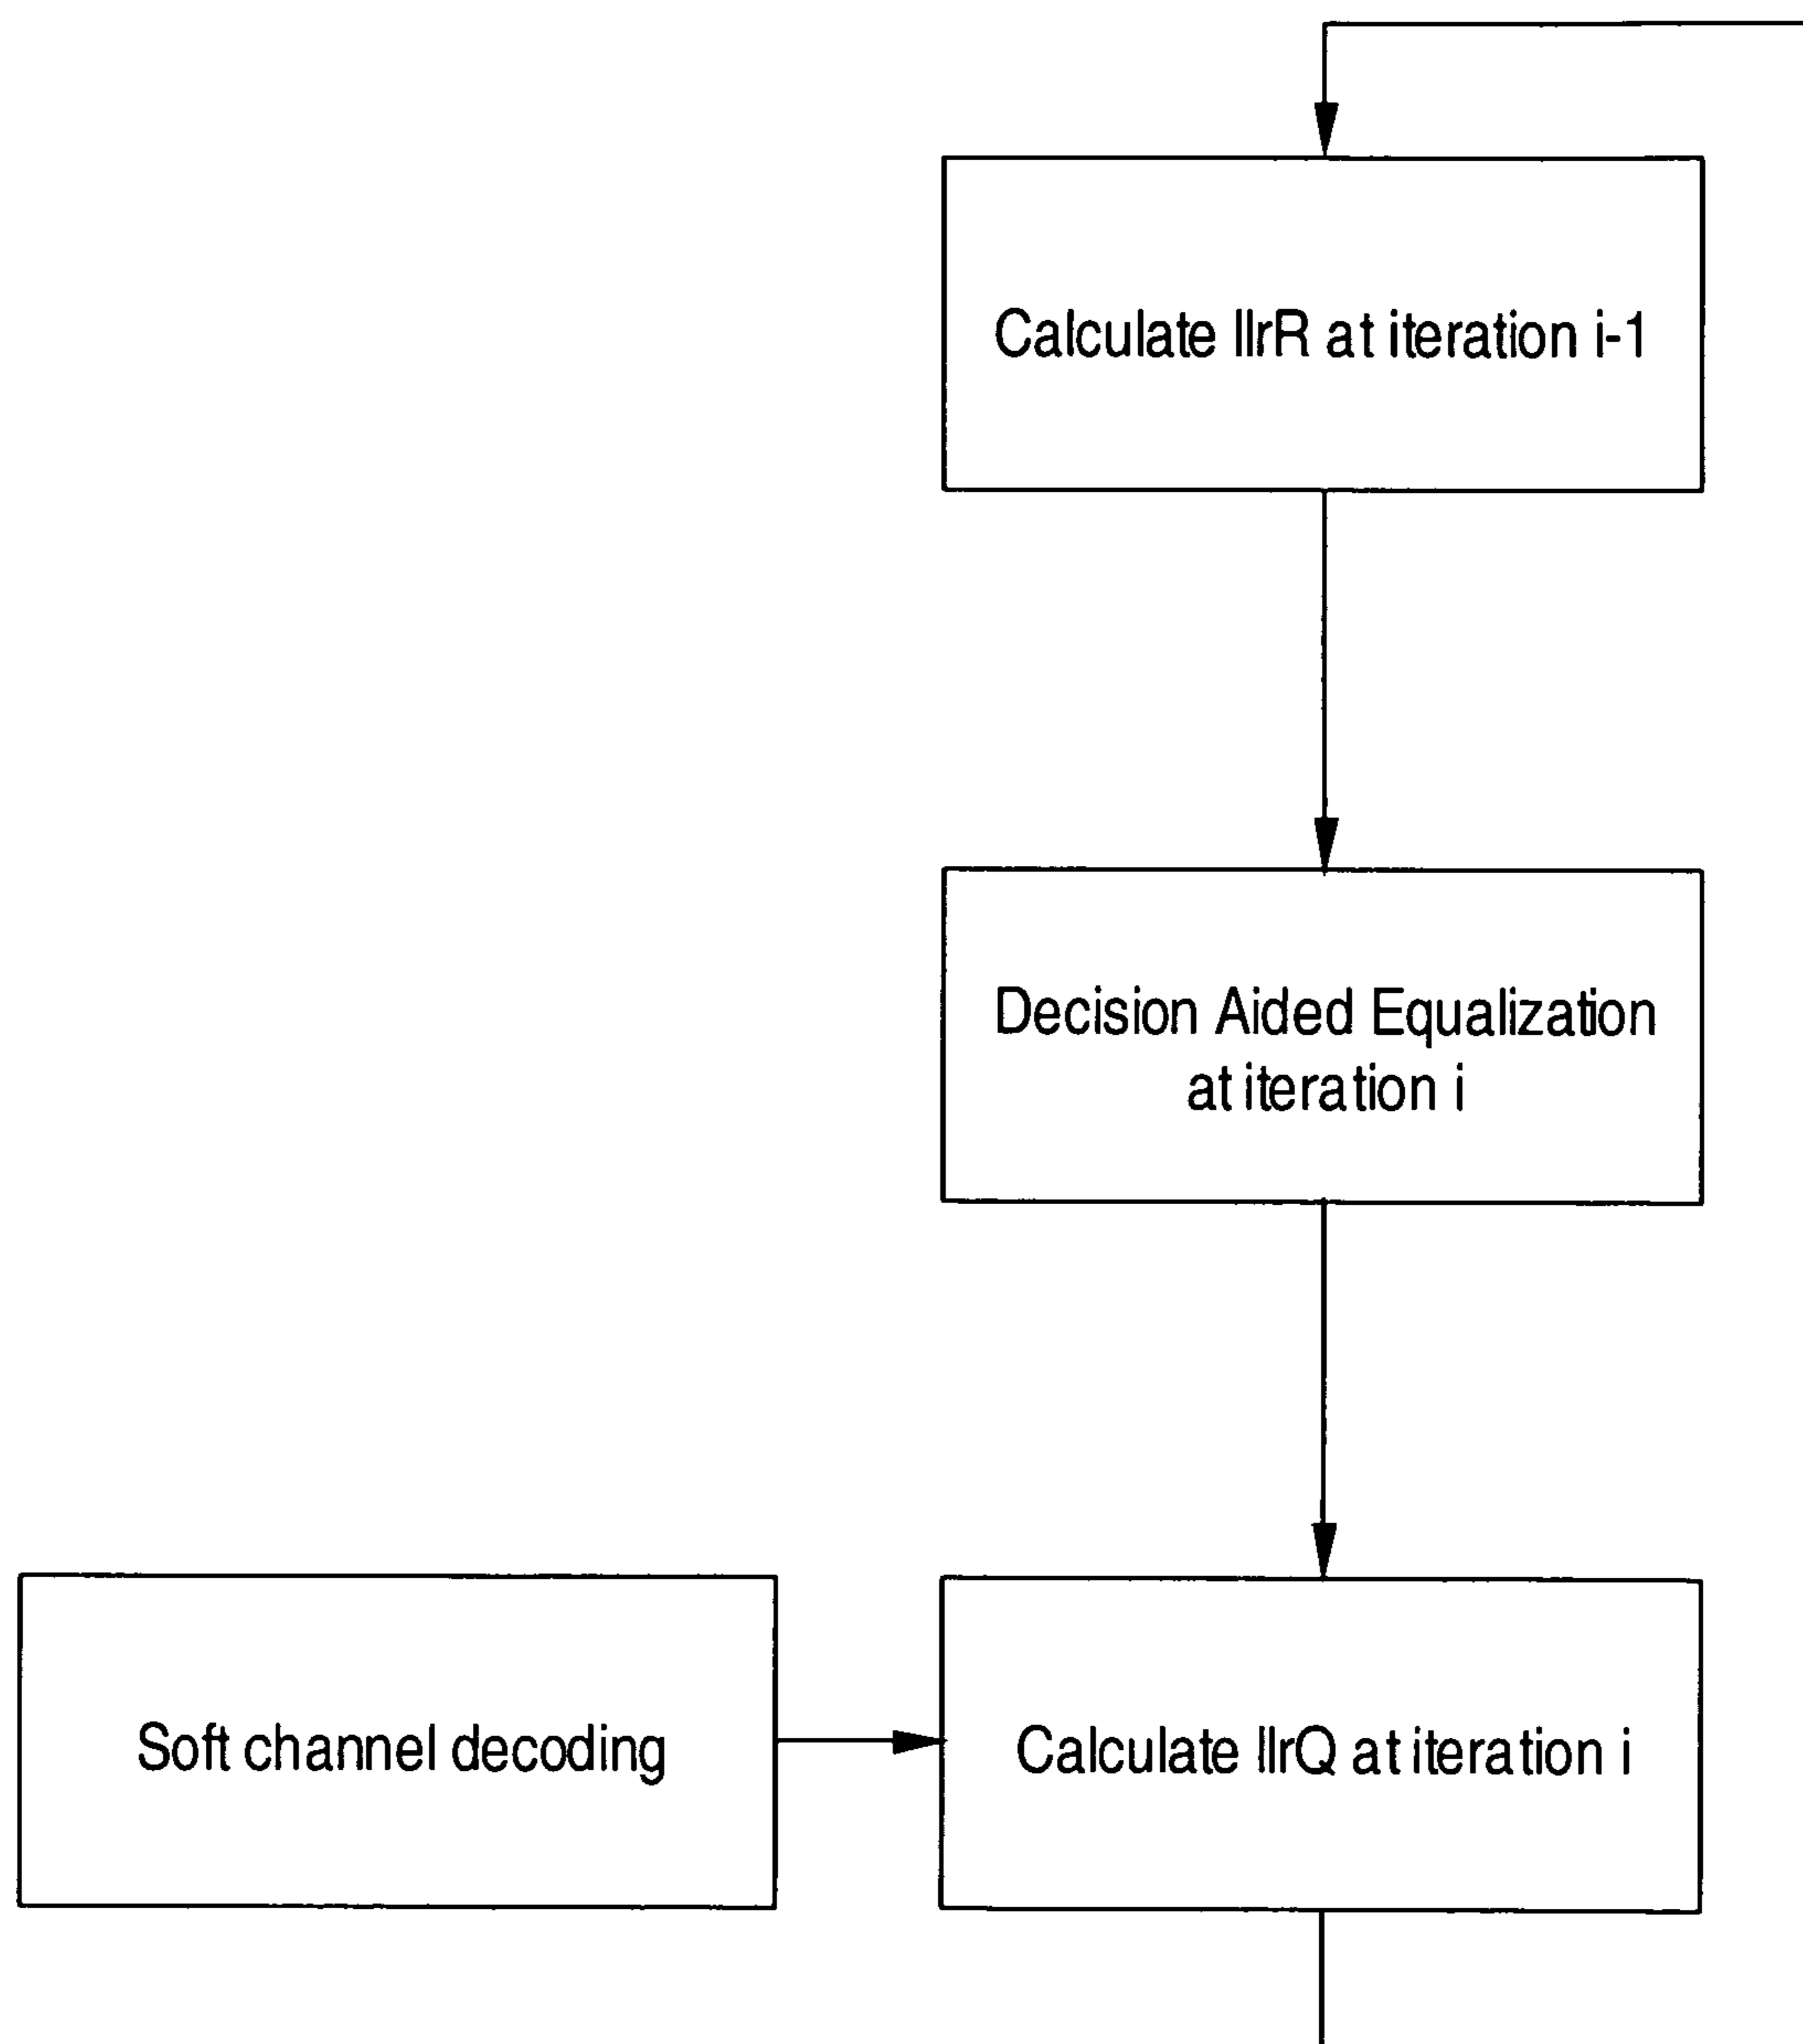 Calculate llrR at iteration i-1
Decision Aided Equalization
at iteration i
Soft channel decoding
Calculate llrQ at iteration i